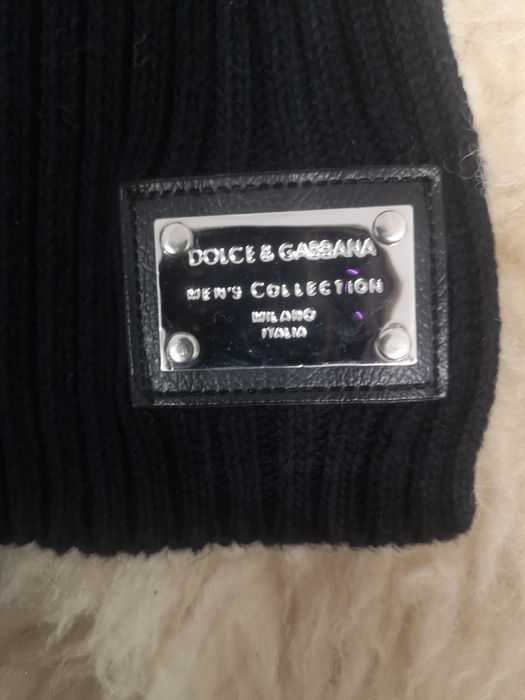 DOLCE & GABBANA
MEN'S COLLECTION
MILANO
ITALIA